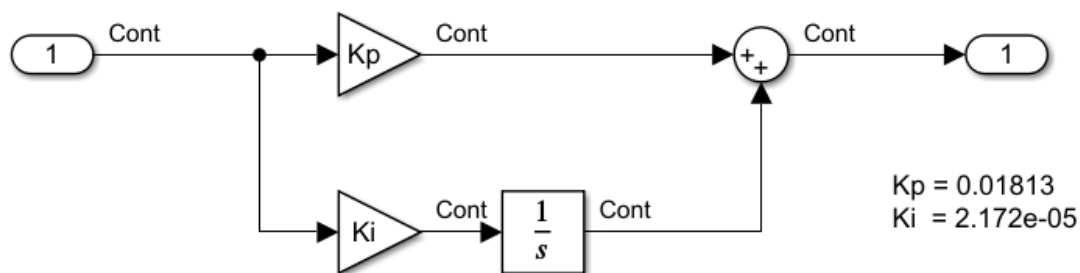 1
Cont
Kp
Cont
+
+
Cont
1
Ki
Cont
1
s
Cont
Kp = 0.01813
Ki = 2.172e-05